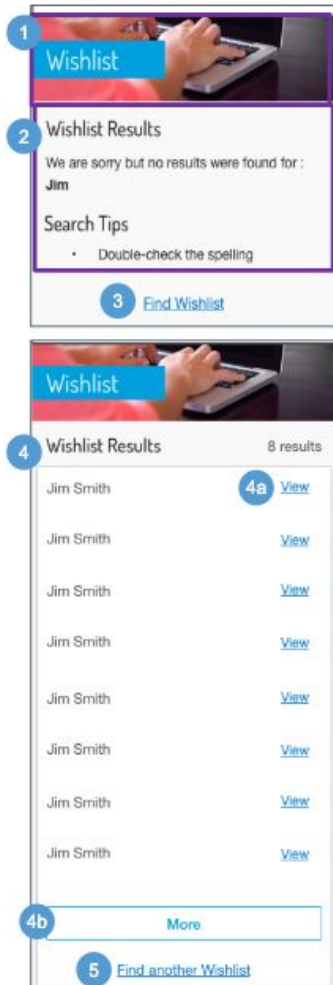 1
Wishlist
2
Wishlist Results
We are sorry but no results were found for :
Jim
Search Tips
• Double-check the spelling
3 Find Wishlist
Wishlist
4 Wishlist Results 8 results
Jim Smith 4a View
Jim Smith View
Jim Smith View
Jim Smith View
Jim Smith View
Jim Smith View
Jim Smith View
Jim Smith View
4b More
5 Find another Wishlist